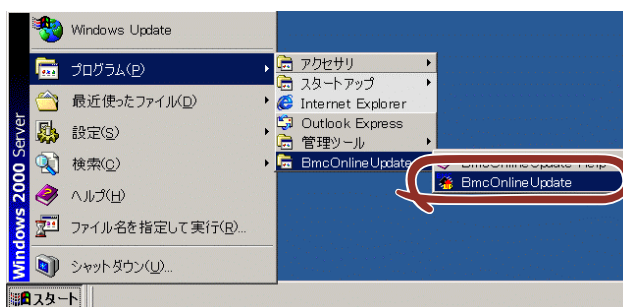 Windows Update
プログラム(P)
最近使ったファイル(D)
設定(S)
検索(C)
ヘルプ(H)
ファイル名を指定して実行(R)...
シャットダウン(U)...
Windows 2000 Server
スタート
アクセサリ
スタートアップ
Internet Explorer
Outlook Express
管理ツール
BmcOnlineUpdate
BmcOnlineUpdate Help
BmcOnlineUpdate